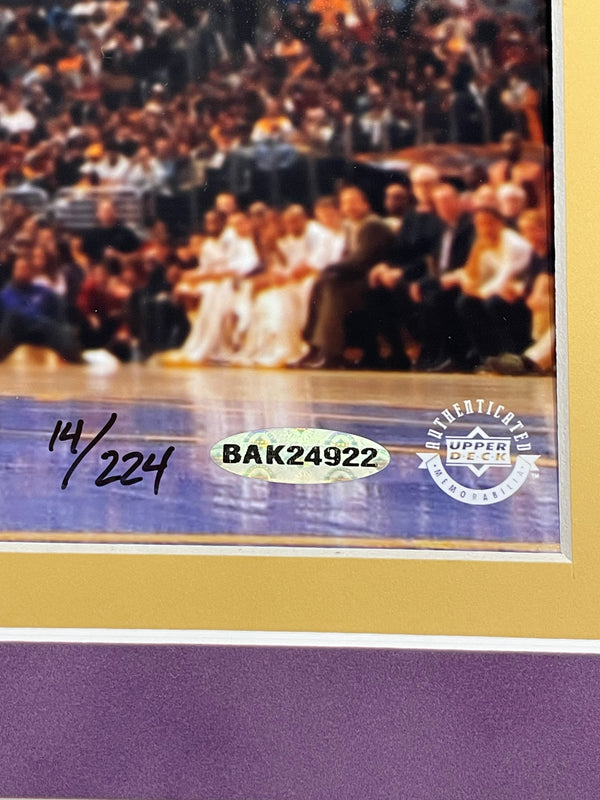 14/224
BAK24922
AUTHENTICATED
UPPER
DECK
MEMORABILIA